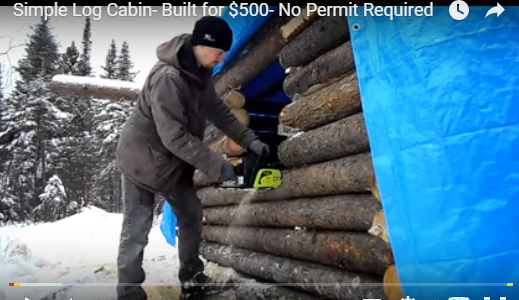 Simple Log Cabin- Built for $500- No Permit Required